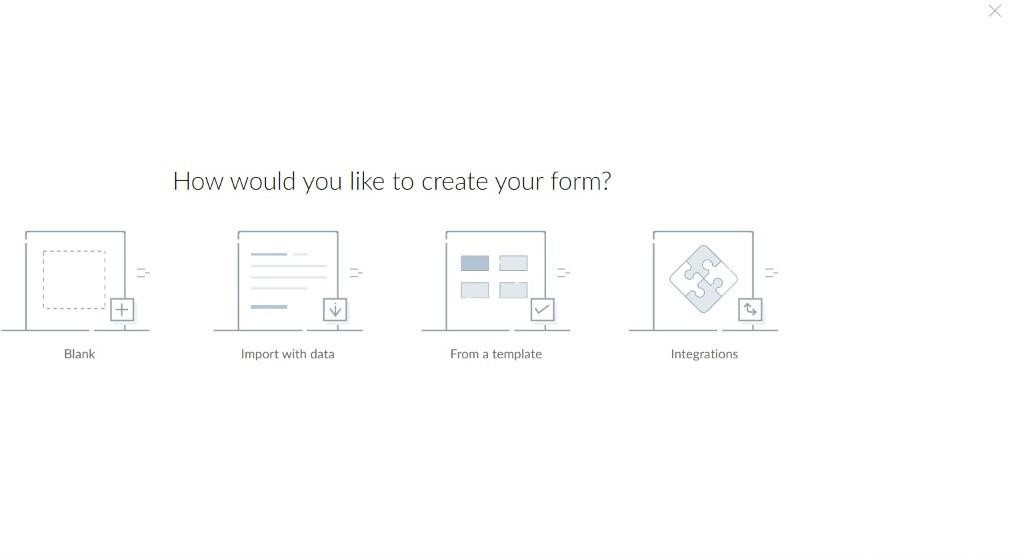 How would you like to create your form?
Blank
Import with data
From a template
Integrations